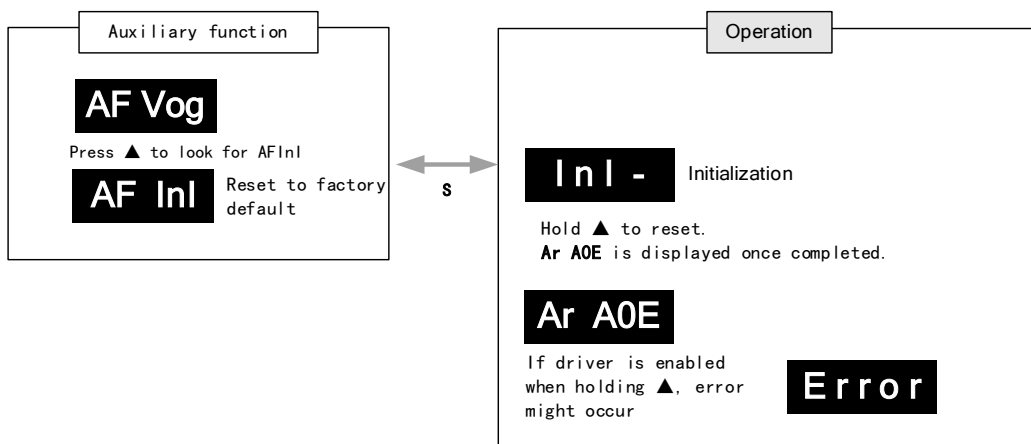 Auxiliary function
AF Vog
Press ▲ to look for AFInI
AF InI
Reset to factory
default
S
Operation
InI -
Initialization
Hold ▲ to reset.
Ar A0E is displayed once completed.
Ar A0E
If driver is enabled
when holding ▲, error
might occur
Error